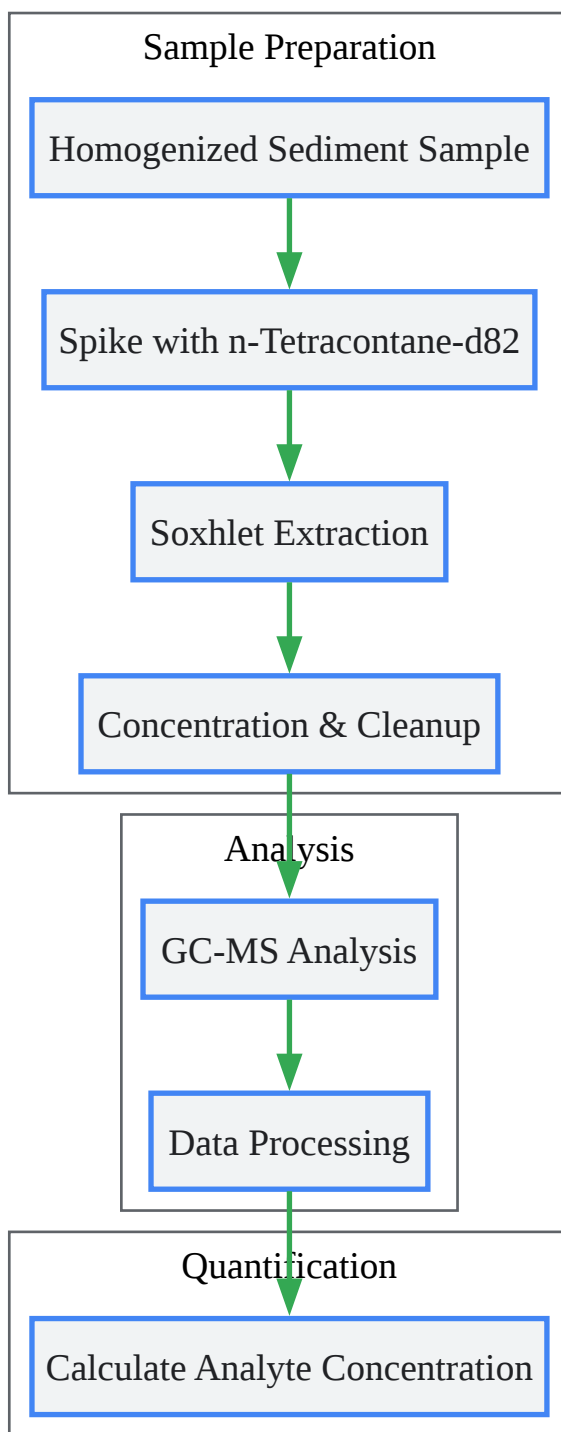 Sample Preparation
Homogenized Sediment Sample
Spike with n-Tetracontane-d82
Soxhlet Extraction
Concentration & Cleanup
Analysis
GC-MS Analysis
Data Processing
Quantification
Calculate Analyte Concentration